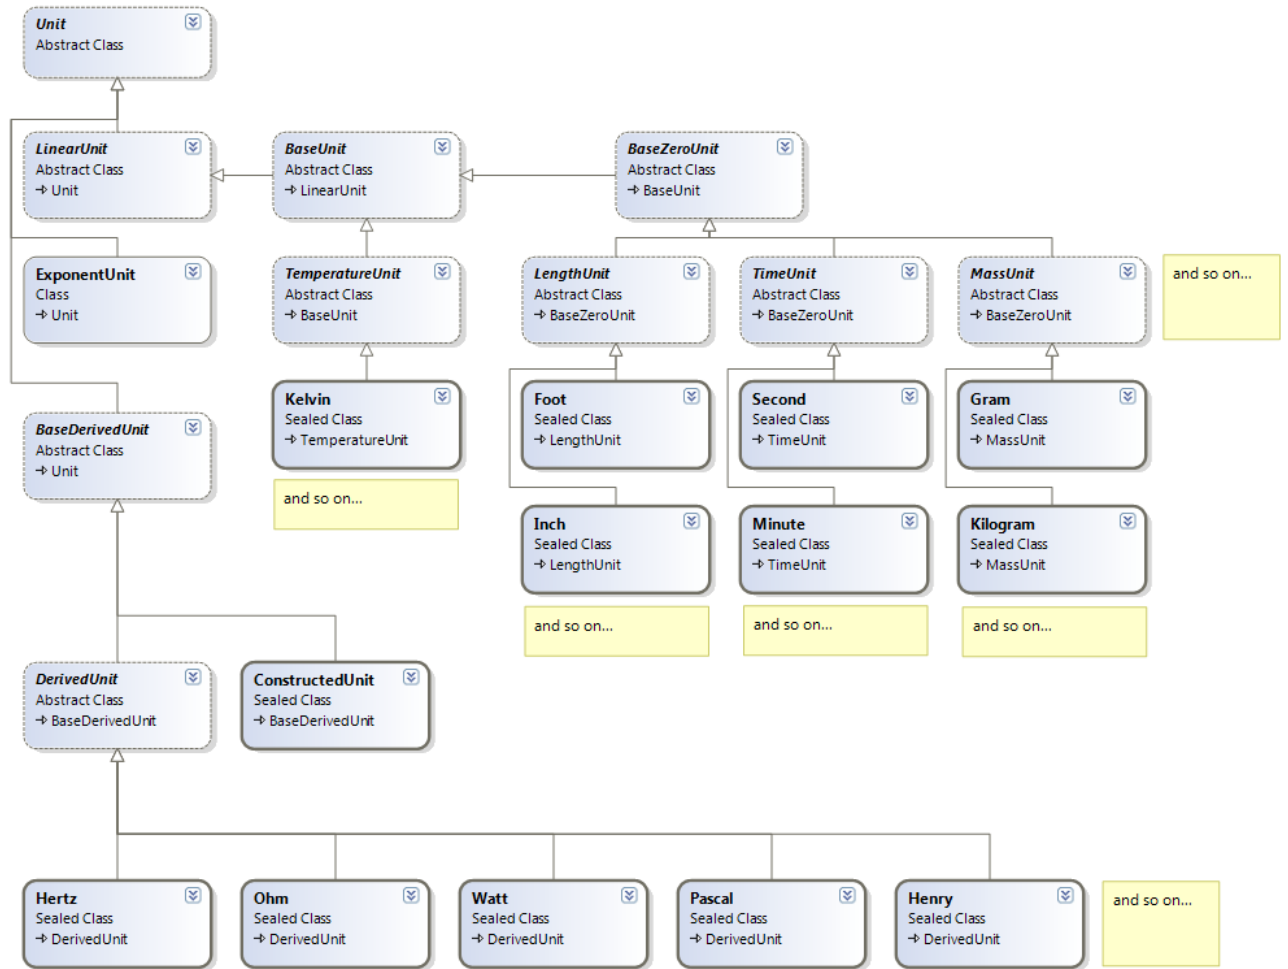 Unit
Abstract Class
LinearUnit
Abstract Class
Unit
BaseUnit
Abstract Class
LinearUnit
BaseZeroUnit
Abstract Class
BaseUnit
ExponentUnit
Class
Unit
TemperatureUnit
Abstract Class
BaseUnit
LengthUnit
Abstract Class
BaseZeroUnit
TimeUnit
Abstract Class
BaseZeroUnit
MassUnit
Abstract Class
BaseZeroUnit
and so on...
Kelvin
Sealed Class
TemperatureUnit
Foot
Sealed Class
LengthUnit
Second
Sealed Class
TimeUnit
Gram
Sealed Class
MassUnit
BaseDerivedUnit
Abstract Class
Unit
and so on...
Inch
Sealed Class
LengthUnit
Minute
Sealed Class
TimeUnit
Kilogram
Sealed Class
MassUnit
and so on...
and so on...
and so on...
DerivedUnit
Abstract Class
BaseDerivedUnit
ConstructedUnit
Sealed Class
BaseDerivedUnit
Hertz
Sealed Class
DerivedUnit
Ohm
Sealed Class
DerivedUnit
Watt
Sealed Class
DerivedUnit
Pascal
Sealed Class
DerivedUnit
Henry
Sealed Class
DerivedUnit
and so on...